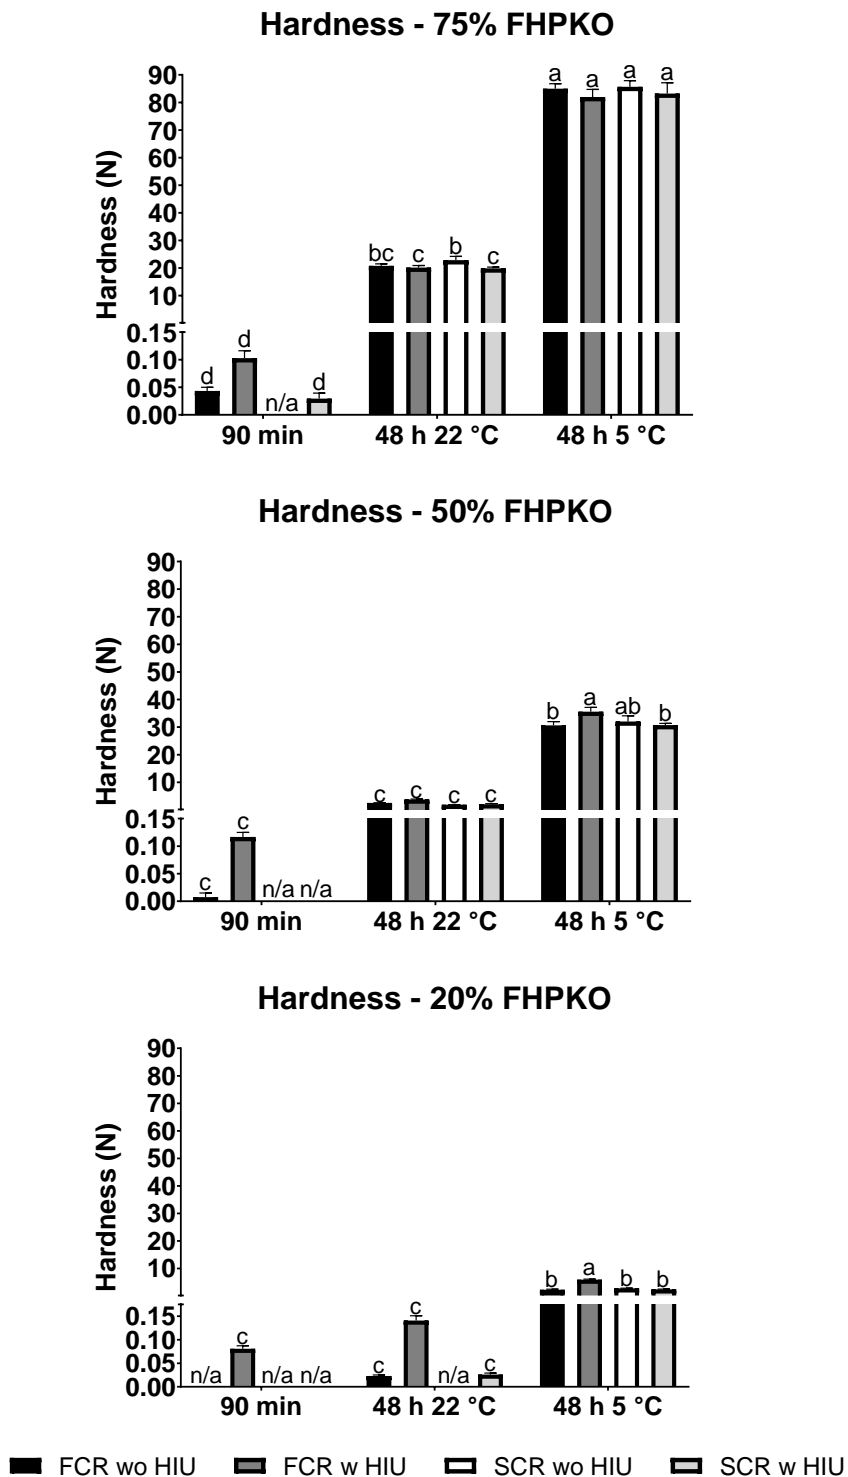 Hardness - 75% FHPKO
Hardness (N)
90
80
70
60
50
40
30
20
10
0.15
0.10
0.05
0.00
d d n/a d
bc c b c
a a a a
90 min 48 h 22 °C 48 h 5 °C
Hardness - 50% FHPKO
Hardness (N)
90
80
70
60
50
40
30
20
10
0.15
0.10
0.05
0.00
c c n/a n/a
c c c c
b a ab b
90 min 48 h 22 °C 48 h 5 °C
Hardness - 20% FHPKO
Hardness (N)
90
80
70
60
50
40
30
20
10
0.15
0.10
0.05
0.00
n/a c n/a n/a
c c n/a c
b a b b
90 min 48 h 22 °C 48 h 5 °C
FCR wo HIU FCR w HIU SCR wo HIU SCR w HIU